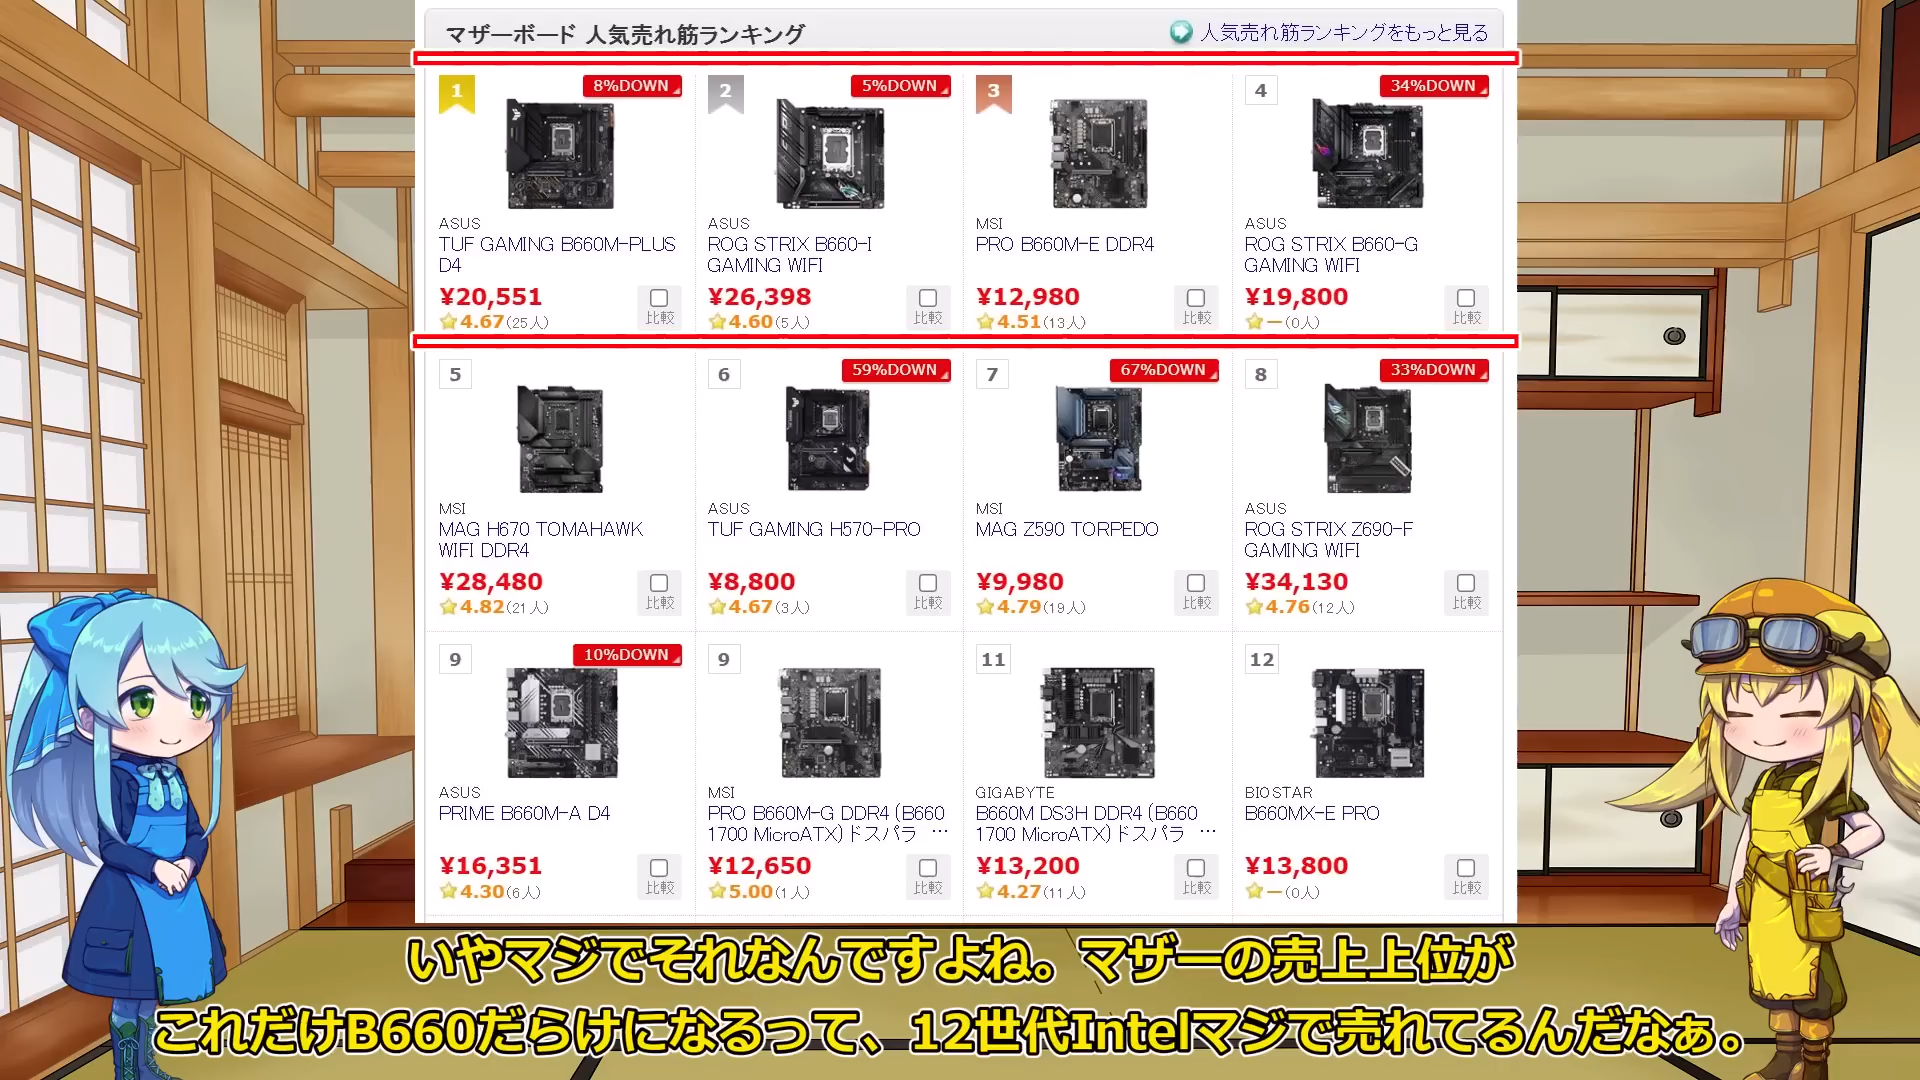 マザーボード 人気売れ筋ランキング
人気売れ筋ランキングをもっと見る
1
8%DOWN
ASUS
TUF GAMING B660M-PLUS
D4
¥20,551
4.67(25人)
比較
2
5%DOWN
ASUS
ROG STRIX B660-I
GAMING WIFI
¥26,398
4.60(5人)
比較
3
MSI
PRO B660M-E DDR4
¥12,980
4.51(13人)
比較
4
34%DOWN
ASUS
ROG STRIX B660-G
GAMING WIFI
¥19,800
—(0人)
比較
5
MSI
MAG H670 TOMAHAWK
WIFI DDR4
¥28,480
4.82(21人)
比較
6
59%DOWN
ASUS
TUF GAMING H570-PRO
¥8,800
4.67(3人)
比較
7
67%DOWN
MSI
MAG Z590 TORPEDO
¥9,980
4.79(19人)
比較
8
33%DOWN
ASUS
ROG STRIX Z690-F
GAMING WIFI
¥34,130
4.76(12人)
比較
9
10%DOWN
ASUS
PRIME B660M-A D4
¥16,351
4.30(6人)
比較
9
MSI
PRO B660M-G DDR4 (B660
1700 MicroATX)ドスパラ …
¥12,650
5.00(1人)
比較
11
GIGABYTE
B660M DS3H DDR4 (B660
1700 MicroATX)ドスパラ …
¥13,200
4.27(11人)
比較
12
BIOSTAR
B660MX-E PRO
¥13,800
—(0人)
比較
いやマジでそれなんですよね。マザーの売上上位が
これだけB660だらけになるって、12世代Intelマジで売れてるんだなぁ。